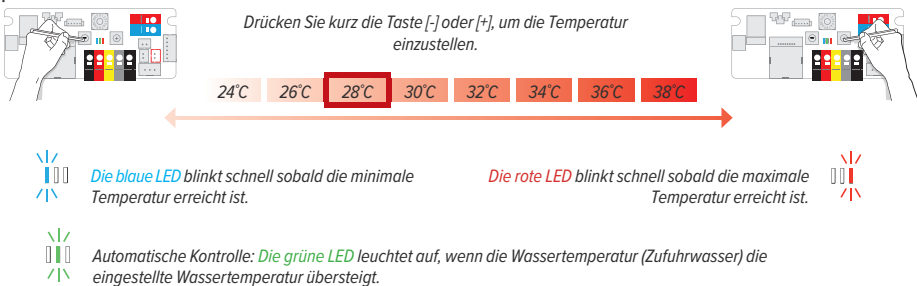 Drücken Sie kurz die Taste [-] oder [+], um die Temperatur
einzustellen.
24°C 26°C 28°C 30°C 32°C 34°C 36°C 38°C
Die blaue LED blinkt schnell sobald die minimale
Temperatur erreicht ist.
Die rote LED blinkt schnell sobald die maximale
Temperatur erreicht ist.
Automatische Kontrolle: Die grüne LED leuchtet auf, wenn die Wassertemperatur (Zufuhrwasser) die
eingestellte Wassertemperatur übersteigt.